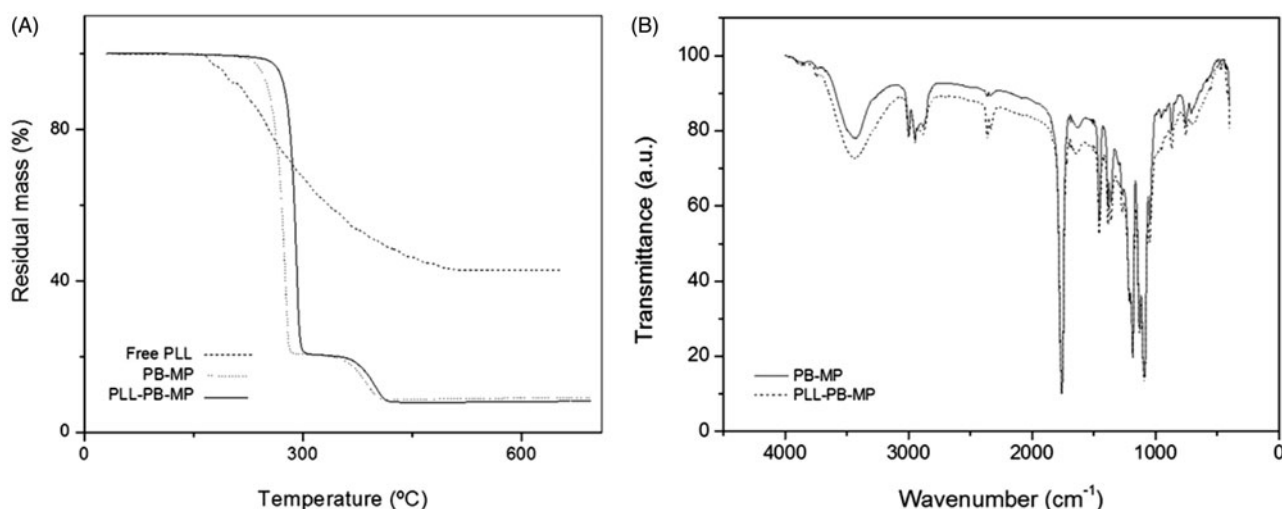 (A)
Residual mass (%)
80
40
0
Free PLL
PB-MP
PLL-PB-MP
0
300
600
Temperature (ºC)
(B)
Transmittance (a.u.)
100
80
60
40
20
0
PB-MP
PLL-PB-MP
4000
3000
2000
1000
0
Wavenumber (cm⁻¹)